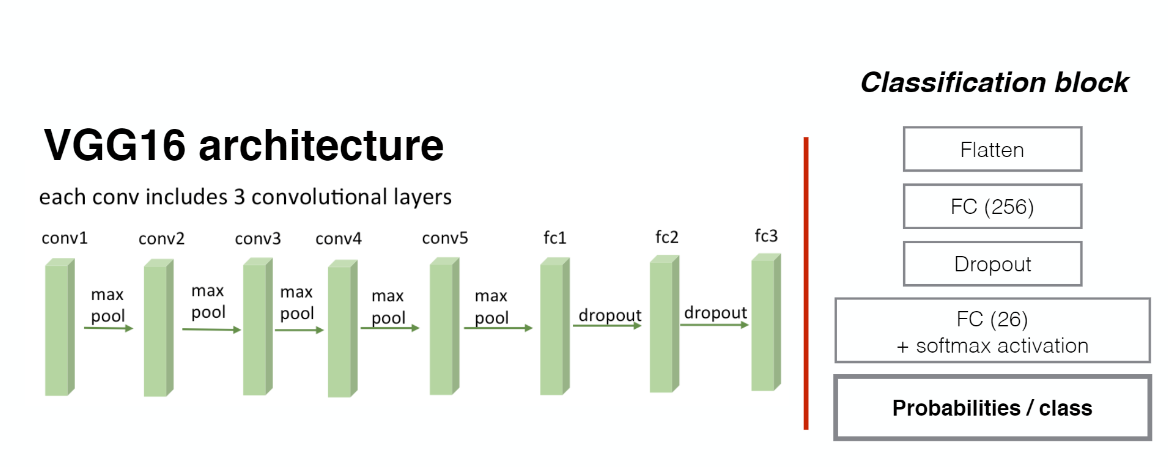 VGG16 architecture
each conv includes 3 convolutional layers
conv1
conv2
conv3
conv4
conv5
fc1
fc2
fc3
max
pool
max
pool
max
pool
max
pool
max
pool
dropout
dropout
Classification block
Flatten
FC (256)
Dropout
FC (26)
+ softmax activation
Probabilities / class